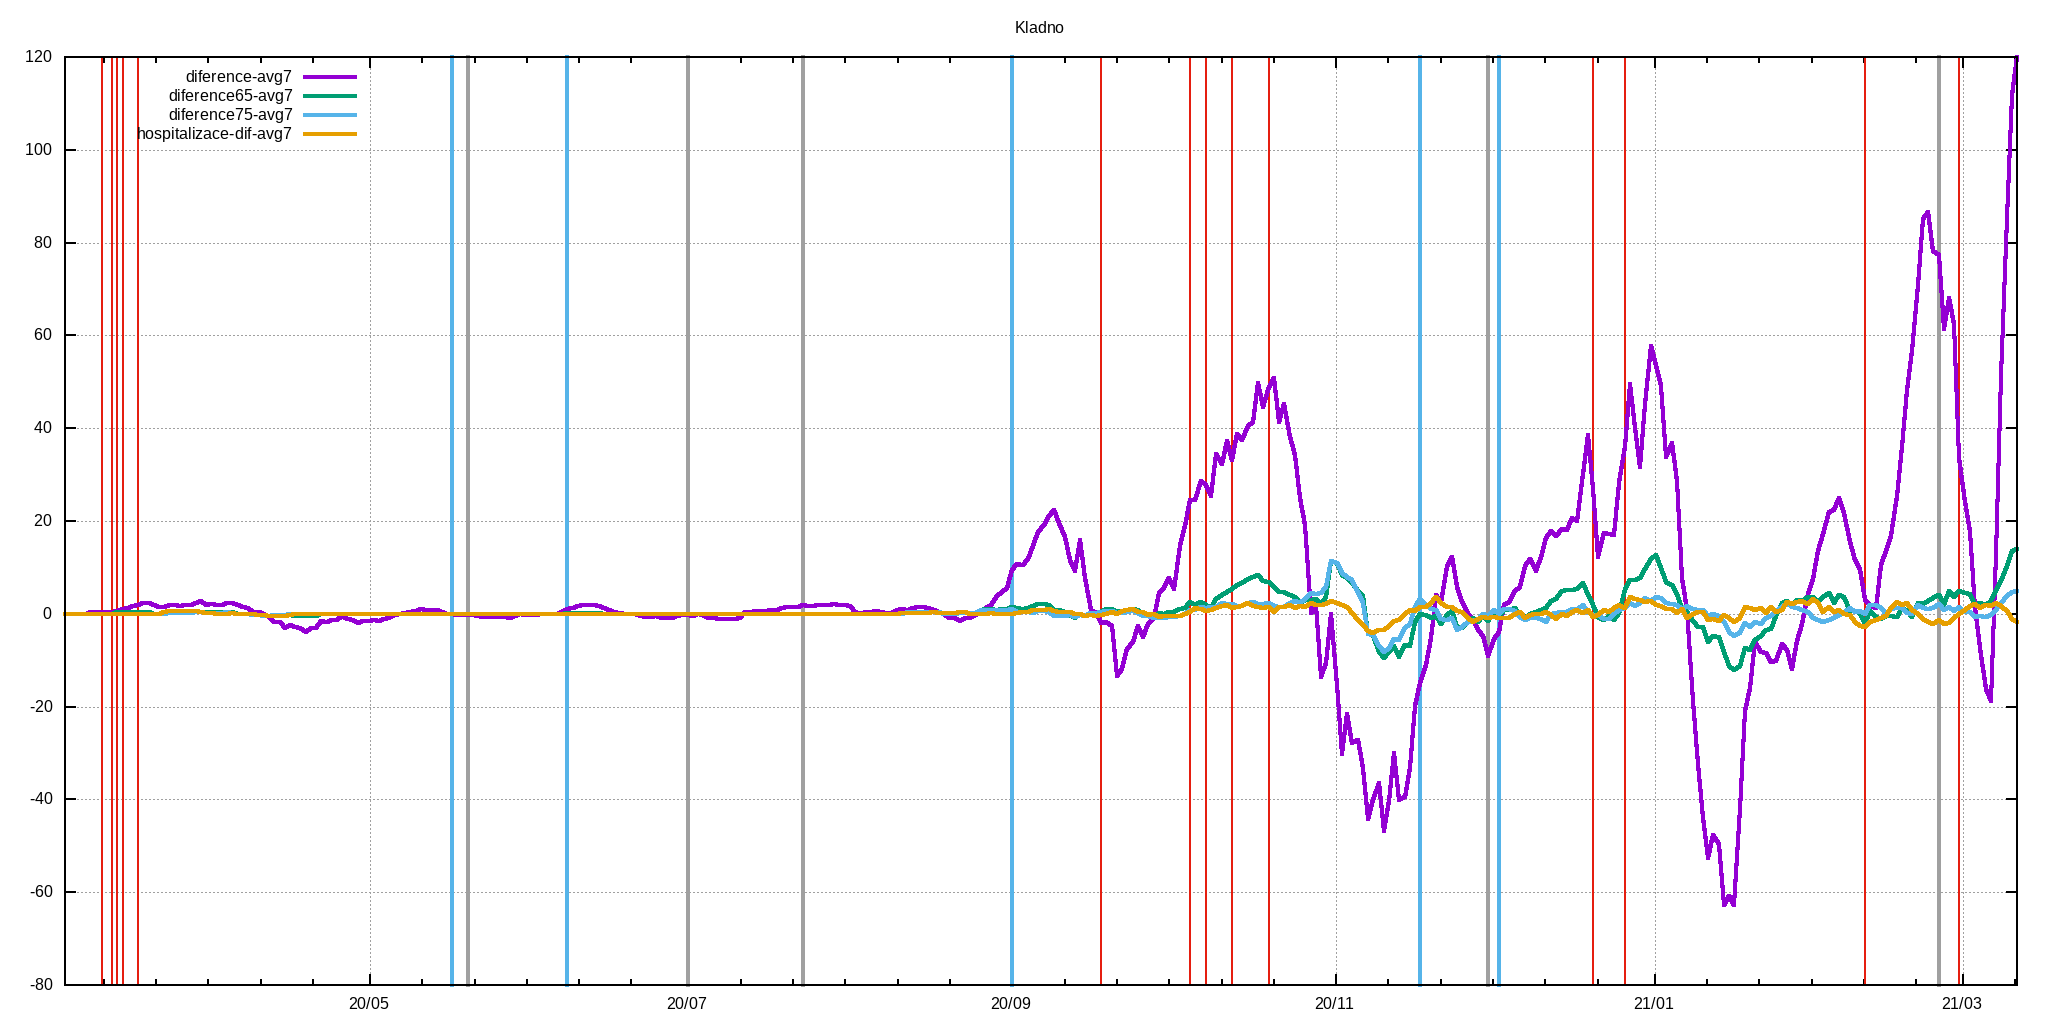 Kladno
120
100
80
60
40
20
0
-20
-40
-60
-80
diference-avg7
diference65-avg7
diference75-avg7
hospitalizace-dif-avg7
20/05 20/07 20/09 20/11 21/01 21/03